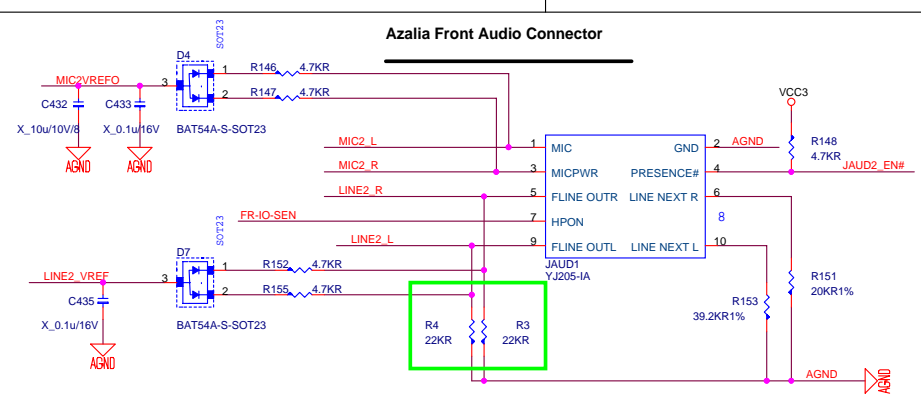 Azalia Front Audio Connector
SOT23
D4
MIC2VREFO
3
1
R146
4.7KR
2
R147
4.7KR
C432
C433
X_10u/10V/8
X_0.1u/16V
BAT54A-S-SOT23
AGND
AGND
VCC3
R148
4.7KR
MIC2_L
1
MIC
GND
2
AGND
MIC2_R
3
MICPWR
PRESENCE#
4
JAUD2_EN#
LINE2_R
5
FLINE OUTR
LINE NEXT R
6
FR-IO-SEN
7
HPON
8
LINE2_L
9
FLINE OUTL
LINE NEXT L
10
JAUD1
YJ205-IA
SOT23
D7
LINE2_VREF
3
1
R152
4.7KR
2
R155
4.7KR
C435
X_0.1u/16V
BAT54A-S-SOT23
AGND
R4
22KR
R3
22KR
R153
39.2KR1%
R151
20KR1%
AGND
AGND